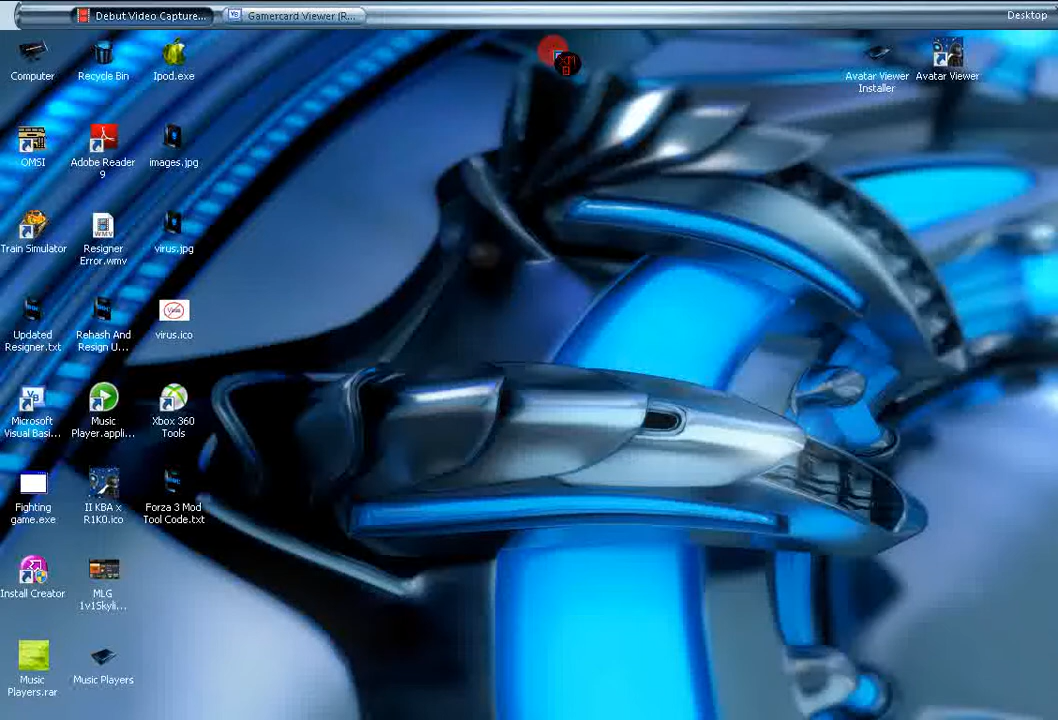 Debut Video Capture...
Gamercard Viewer (R...
Desktop
Computer
Recycle Bin
Ipod.exe
Avatar Viewer
Installer
Avatar Viewer
OMSI
Adobe Reader
9
images.jpg
Train Simulator
Resigner
Error.wmv
virus.jpg
Updated
Resigner.txt
Rehash And
Resign U...
virus.ico
Microsoft
Visual Basi...
Music
Player.appli...
Xbox 360
Tools
Fighting
game.exe
II KBA x
R1K0.ico
Forza 3 Mod
Tool Code.txt
Install Creator
MLG
1v1Skyli...
Music
Players.rar
Music Players